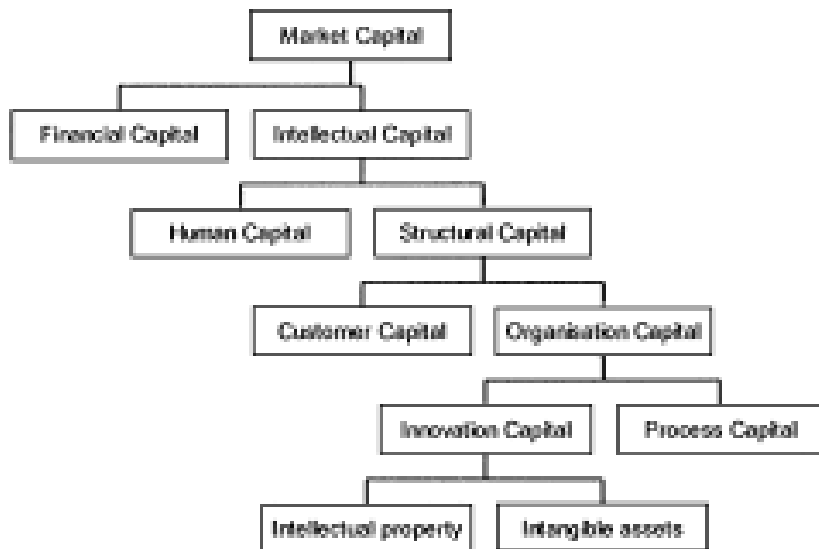 Market Capital
Financial Capital
Intellectual Capital
Human Capital
Structural Capital
Customer Capital
Organisation Capital
Innovation Capital
Process Capital
Intellectual property
Intangible assets